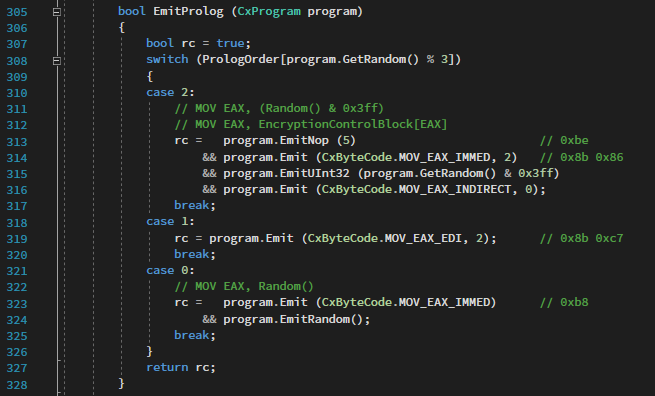 305 bool EmitProlog (CxProgram program)
306 {
307 bool rc = true;
308 switch (PrologOrder[program.GetRandom() % 3])
309 {
310 case 2:
311 // MOV EAX, (Random() & 0x3ff)
312 // MOV EAX, EncryptionControlBlock[EAX]
313 rc = program.EmitNop (5) // 0xbe
314 && program.Emit (CxByteCode.MOV_EAX_IMMED, 2) // 0x8b 0x86
315 && program.EmitUInt32 (program.GetRandom() & 0x3ff)
316 && program.Emit (CxByteCode.MOV_EAX_INDIRECT, 0);
317 break;
318 case 1:
319 rc = program.Emit (CxByteCode.MOV_EAX_EDI, 2); // 0x8b 0xc7
320 break;
321 case 0:
322 // MOV EAX, Random()
323 rc = program.Emit (CxByteCode.MOV_EAX_IMMED) // 0xb8
324 && program.EmitRandom();
325 break;
326 }
327 return rc;
328 }